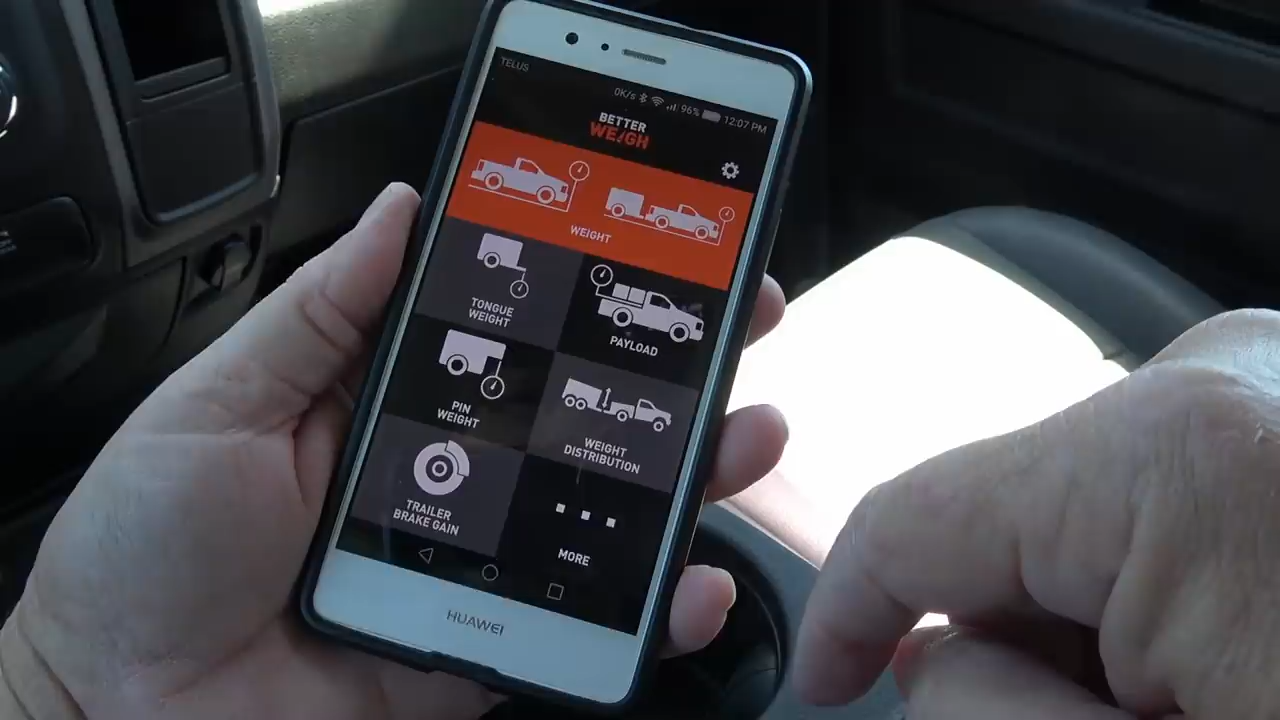 TELUS
0K/s 96% 12:07 PM
BETTER
WEIGH
WEIGHT
TONGUE
WEIGHT
PAYLOAD
PIN
WEIGHT
WEIGHT
DISTRIBUTION
TRAILER
BRAKE GAIN
MORE
HUAWEI